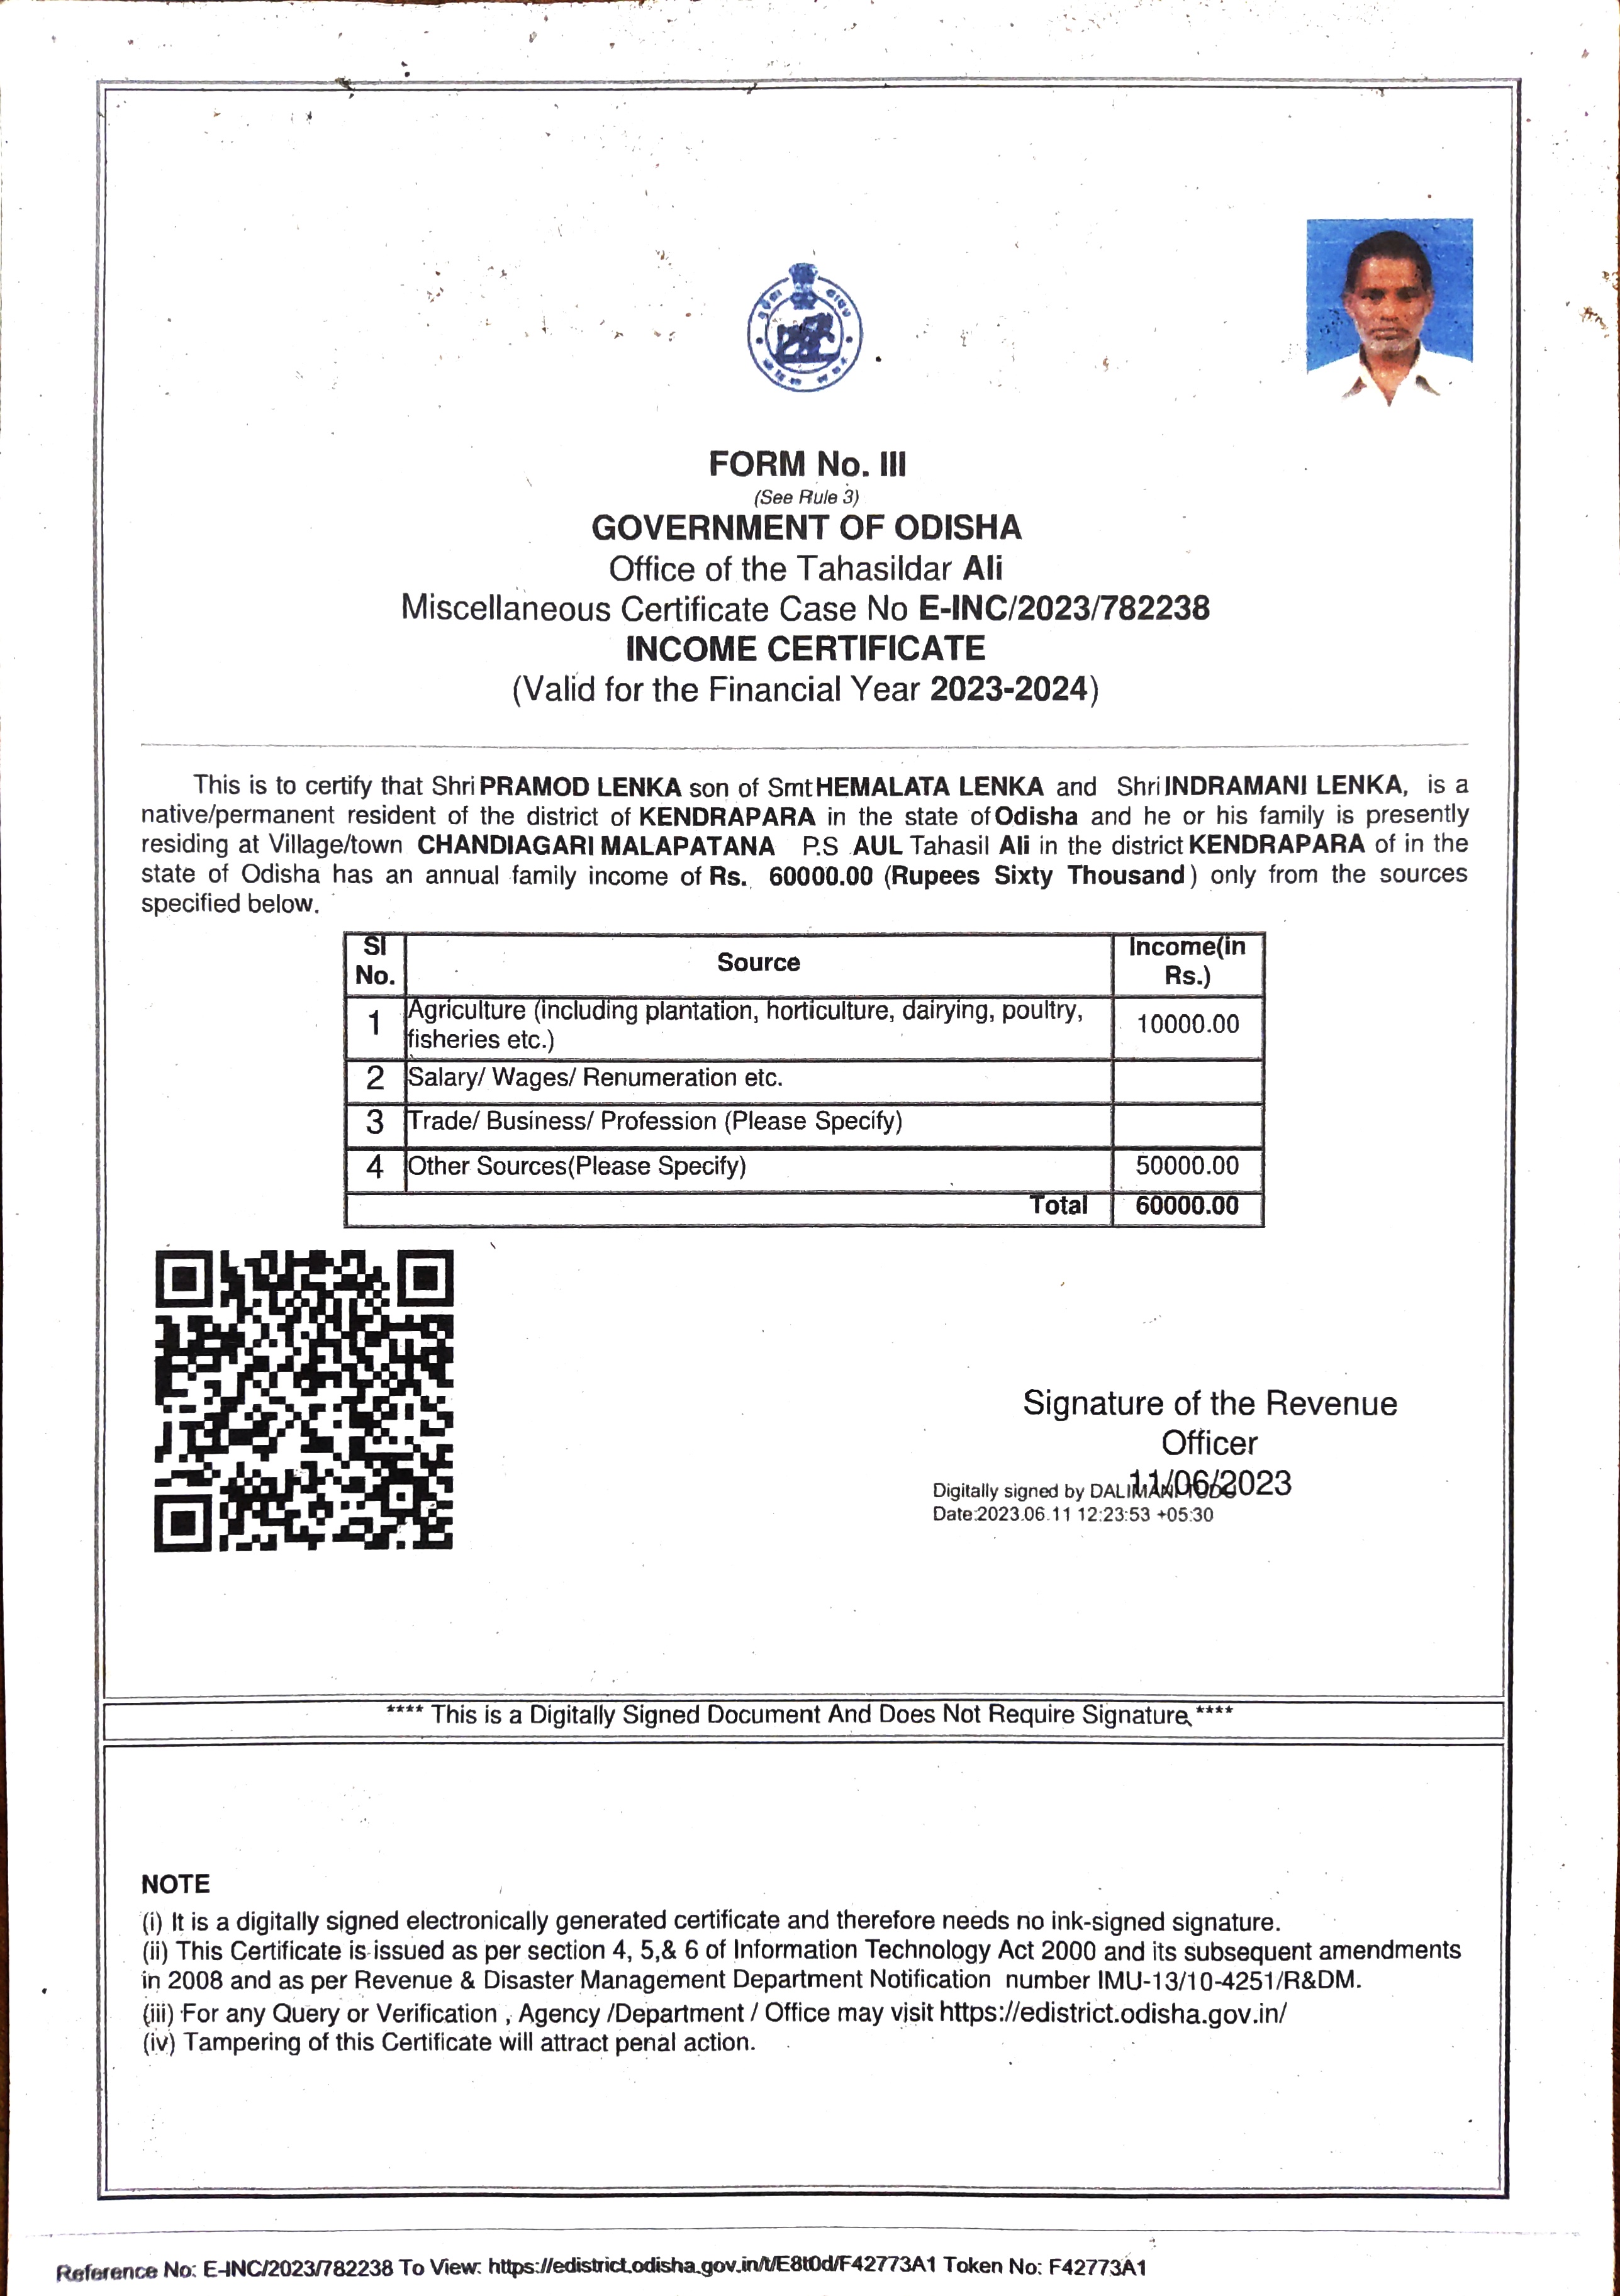 FORM No. III
(See Rule 3)
GOVERNMENT OF ODISHA
Office of the Tahasildar Ali
Miscellaneous Certificate Case No E-INC/2023/782238
INCOME CERTIFICATE
(Valid for the Financial Year 2023-2024)
This is to certify that Shri PRAMOD LENKA son of Smt HEMALATA LENKA and Shri INDRAMANI LENKA, is a
native/permanent resident of the district of KENDRAPARA in the state of Odisha and he or his family is presently
residing at Village/town CHANDIAGARI MALAPATANA P.S AUL Tahasil Ali in the district KENDRAPARA of in the
state of Odisha has an annual family income of Rs. 60000.00 (Rupees Sixty Thousand) only from the sources
specified below.
Sl No. Source Income(in Rs.)
1 Agriculture (including plantation, horticulture, dairying, poultry, fisheries etc.) 10000.00
2 Salary/ Wages/ Renumeration etc.
3 Trade/ Business/ Profession (Please Specify)
4 Other Sources(Please Specify) 50000.00
Total 60000.00
Signature of the Revenue
Officer
11/06/2023
Digitally signed by
Date:2023.06.11 12:23:53 +05:30
**** This is a Digitally Signed Document And Does Not Require Signature.****
NOTE
(i) It is a digitally signed electronically generated certificate and therefore needs no ink-signed signature.
(ii) This Certificate is issued as per section 4, 5,& 6 of Information Technology Act 2000 and its subsequent amendments
in 2008 and as per Revenue & Disaster Management Department Notification number IMU-13/10-4251/R&DM.
(iii) For any Query or Verification , Agency /Department / Office may visit https://edistrict.odisha.gov.in/
(iv) Tampering of this Certificate will attract penal action.
Reference No: E-INC/2023/782238 To View: https://edistrict.odisha.gov.in/t/E8t0d/F42773A1 Token No: F42773A1